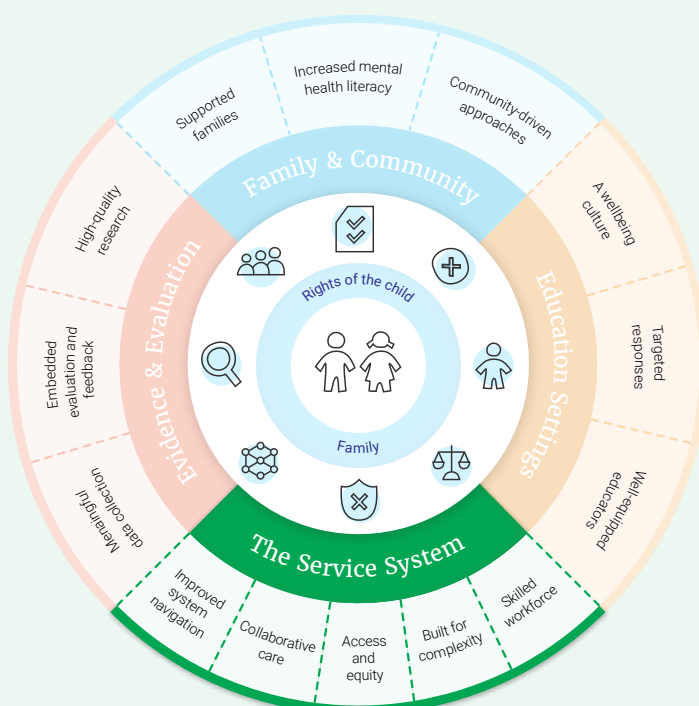 Supported
families
Increased mental
health literacy
Community-driven
approaches
Family & Community
A wellbeing
culture
Targeted
responses
Well-equipped
educators
Education Settings
Skilled
workforce
Built for
complexity
Access
and
equity
Collaborative
care
Improved
system
navigation
The Service System
Menaingful
data collection
Embedded
evaluation and
feedback
High-quality
research
Evidence & Evaluation
Rights of the child
Family